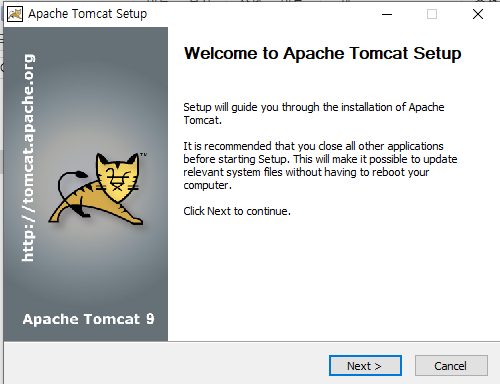 Apache Tomcat Setup
http://tomcat.apache.org
Welcome to Apache Tomcat Setup
Setup will guide you through the installation of Apache
Tomcat.
It is recommended that you close all other applications
before starting Setup. This will make it possible to update
relevant system files without having to reboot your
computer.
Click Next to continue.
TM
Apache Tomcat 9
Next >
Cancel